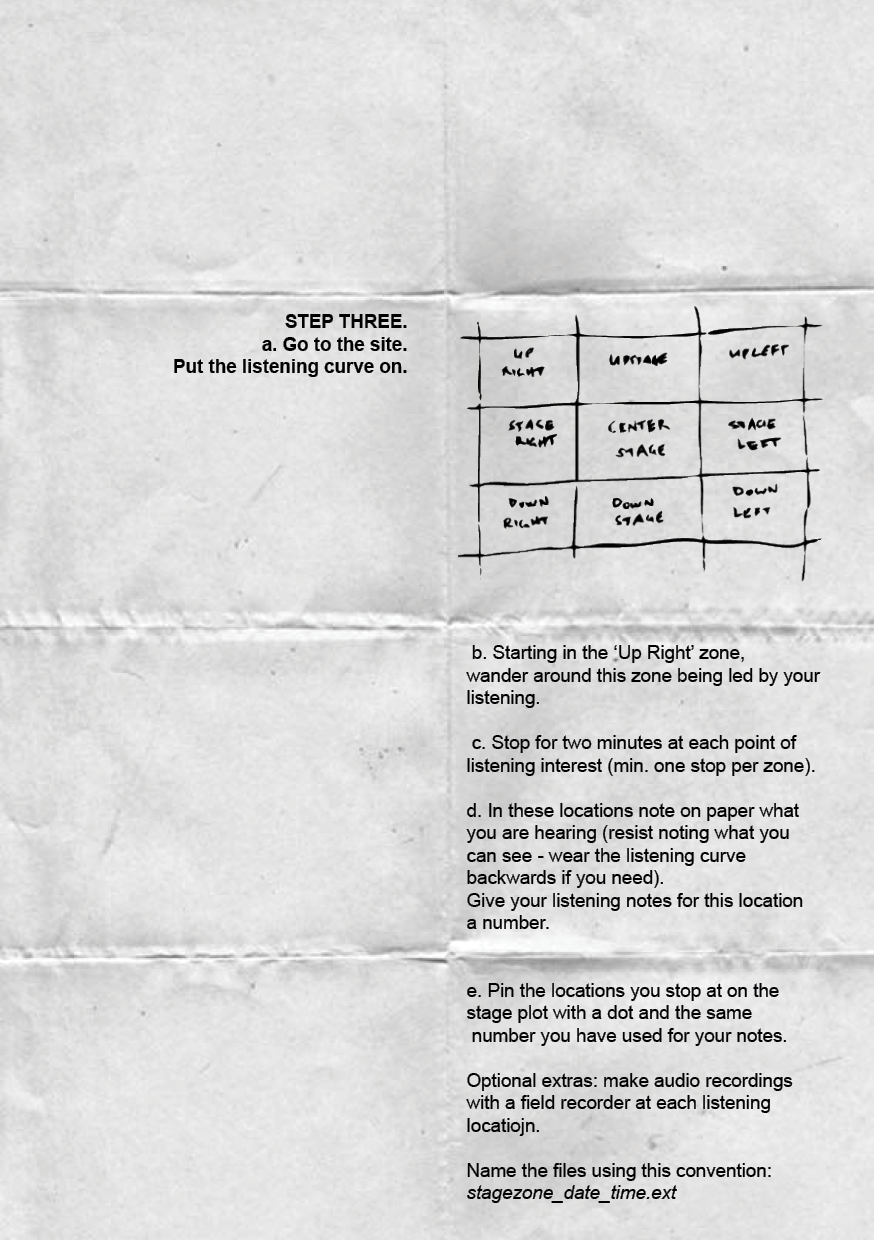 STEP THREE.
a. Go to the site.
Put the listening curve on.
UP
RIGHT
UPSTAGE
UPLEFT
STAGE
RIGHT
CENTER
STAGE
STAGE
LEFT
DOWN
RIGHT
DOWN
STAGE
DOWN
LEFT
b. Starting in the ‘Up Right’ zone,
wander around this zone being led by your
listening.
c. Stop for two minutes at each point of
listening interest (min. one stop per zone).
d. In these locations note on paper what
you are hearing (resist noting what you
can see - wear the listening curve
backwards if you need).
Give your listening notes for this location
a number.
e. Pin the locations you stop at on the
stage plot with a dot and the same
number you have used for your notes.
Optional extras: make audio recordings
with a field recorder at each listening
locatiojn.
Name the files using this convention:
stagezone_date_time.ext